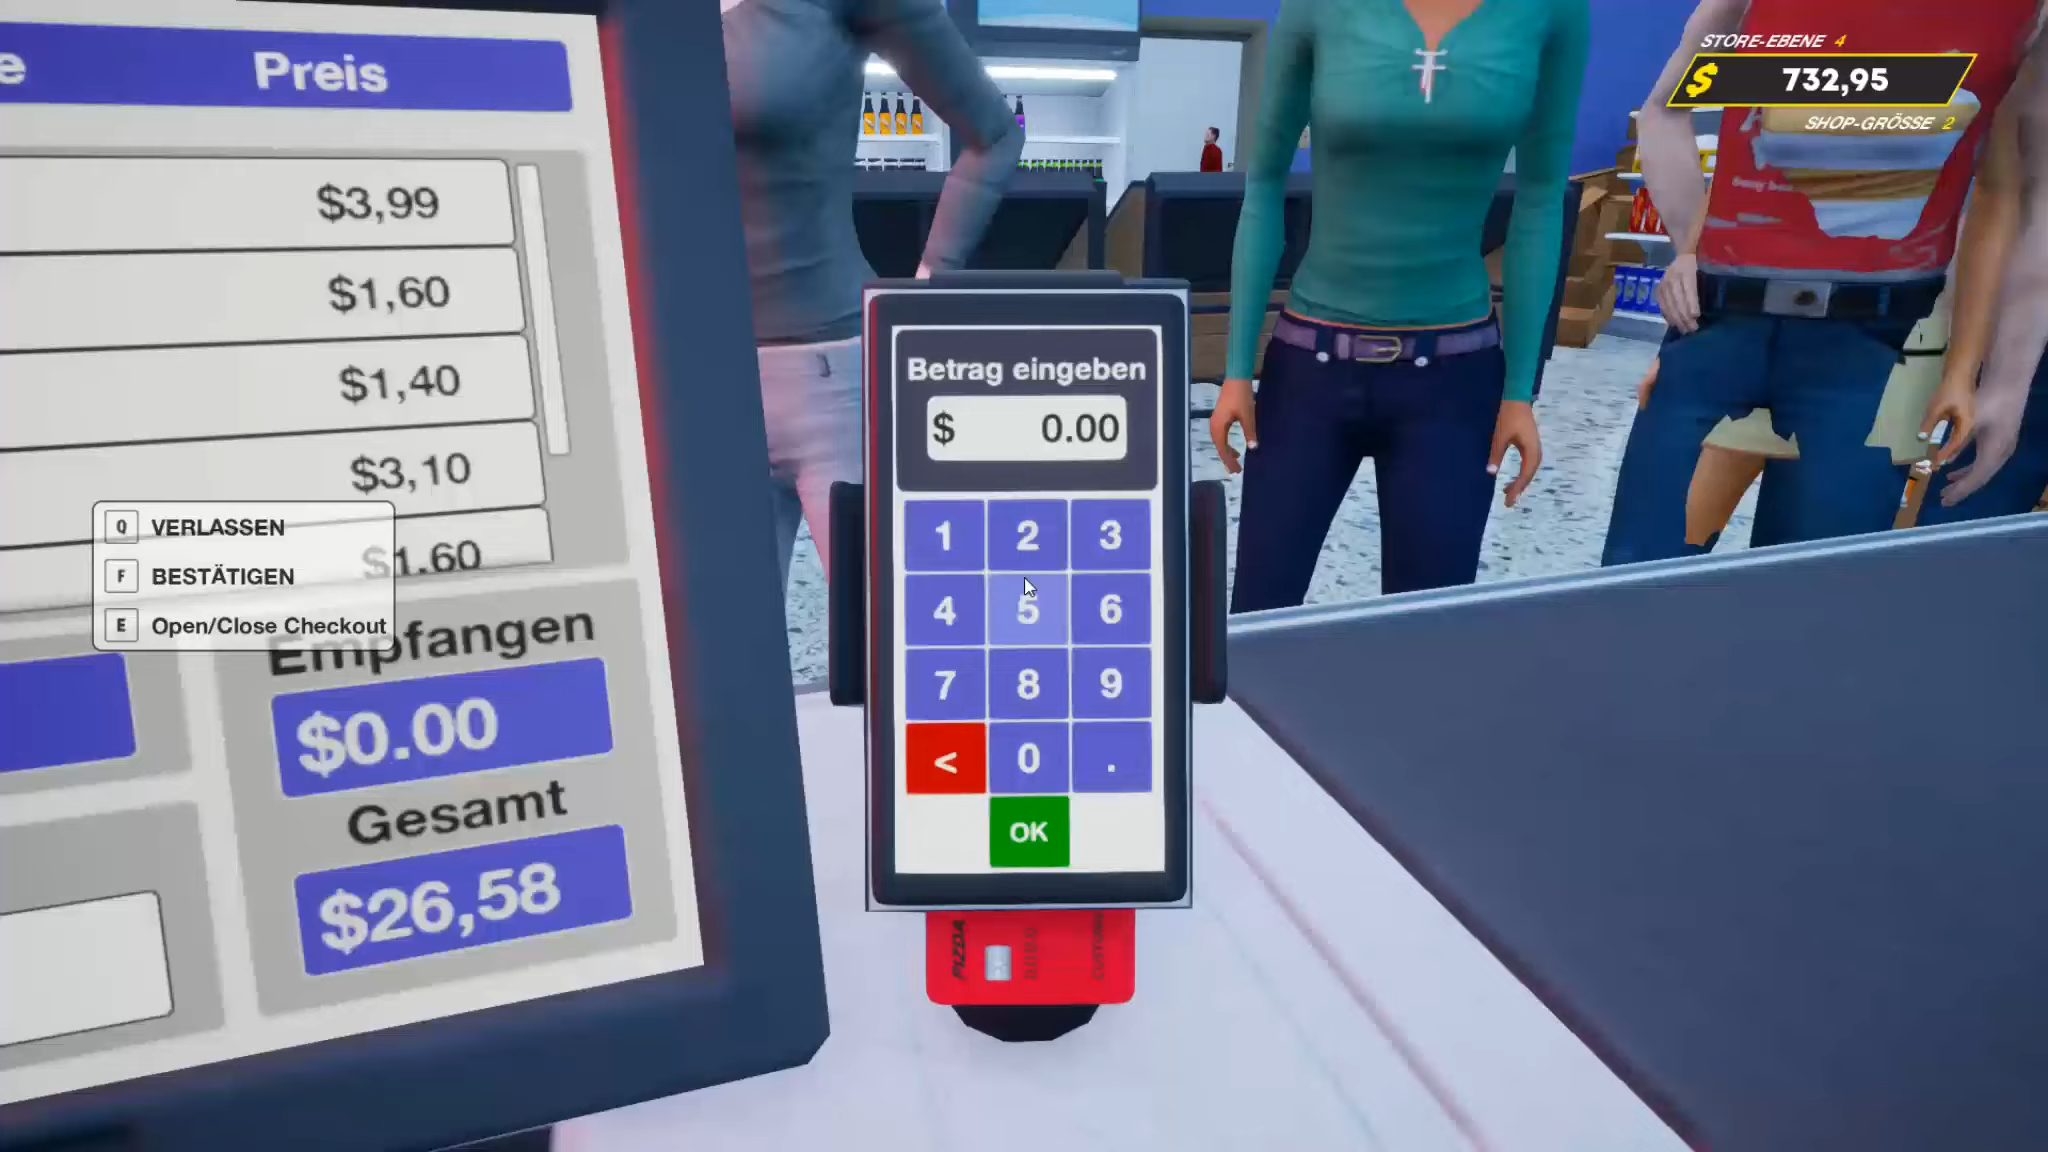 STORE-EBENE 4
$ 732,95
SHOP-GRÖSSE 2
e Preis
$3,99
$1,60
$1,40
$3,10
$1.60
Q VERLASSEN
F BESTÄTIGEN
E Open/Close Checkout
Empfangen
$0.00
Gesamt
$26,58
Betrag eingeben
$ 0.00
1 2 3
4 5 6
7 8 9
< 0 .
OK
PIZDA